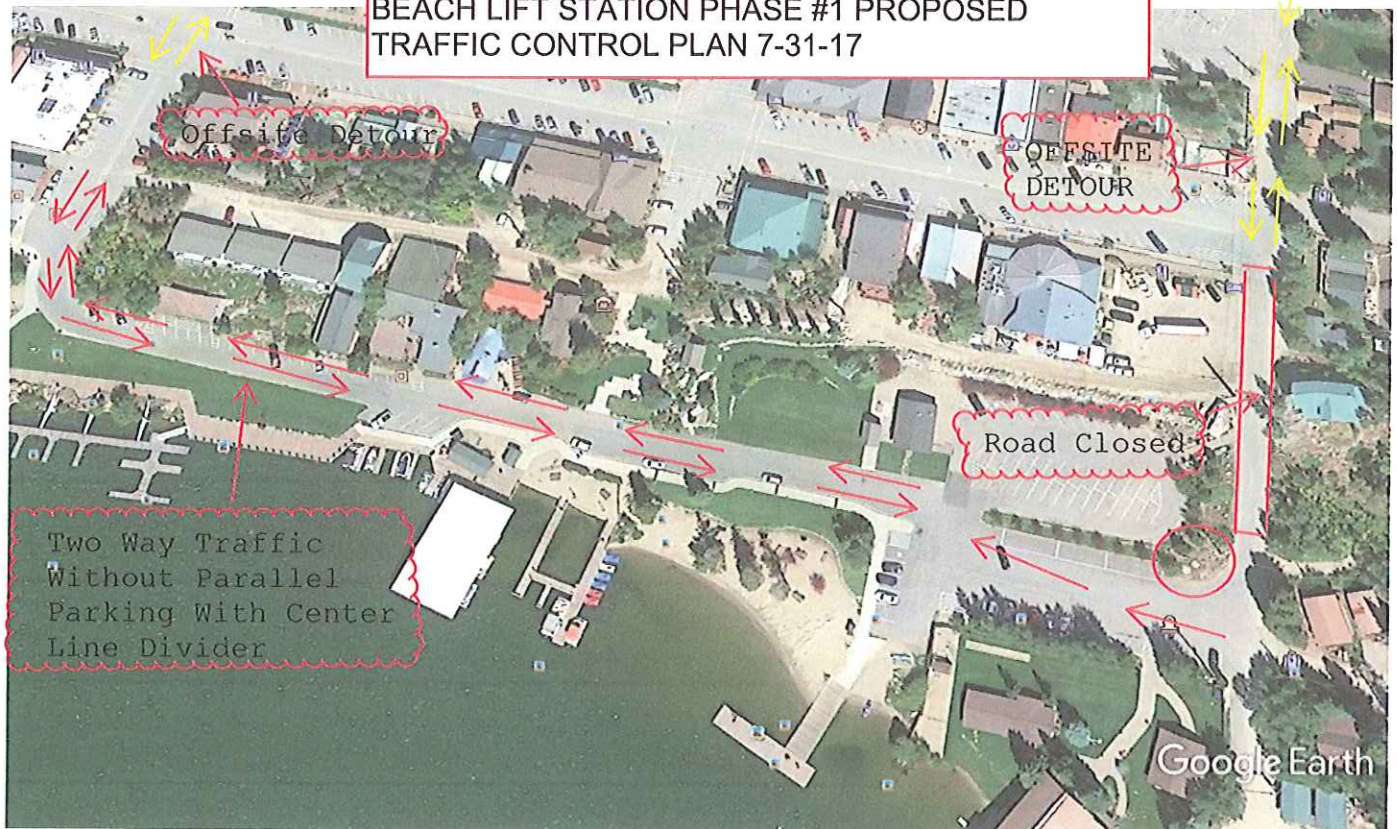 BEACH LIFT STATION PHASE #1 PROPOSED
TRAFFIC CONTROL PLAN 7-31-17
Offsite Detour
OFFSITE
DETOUR
Road Closed
Two Way Traffic
Without Parallel
Parking With Center
Line Divider
Google Earth